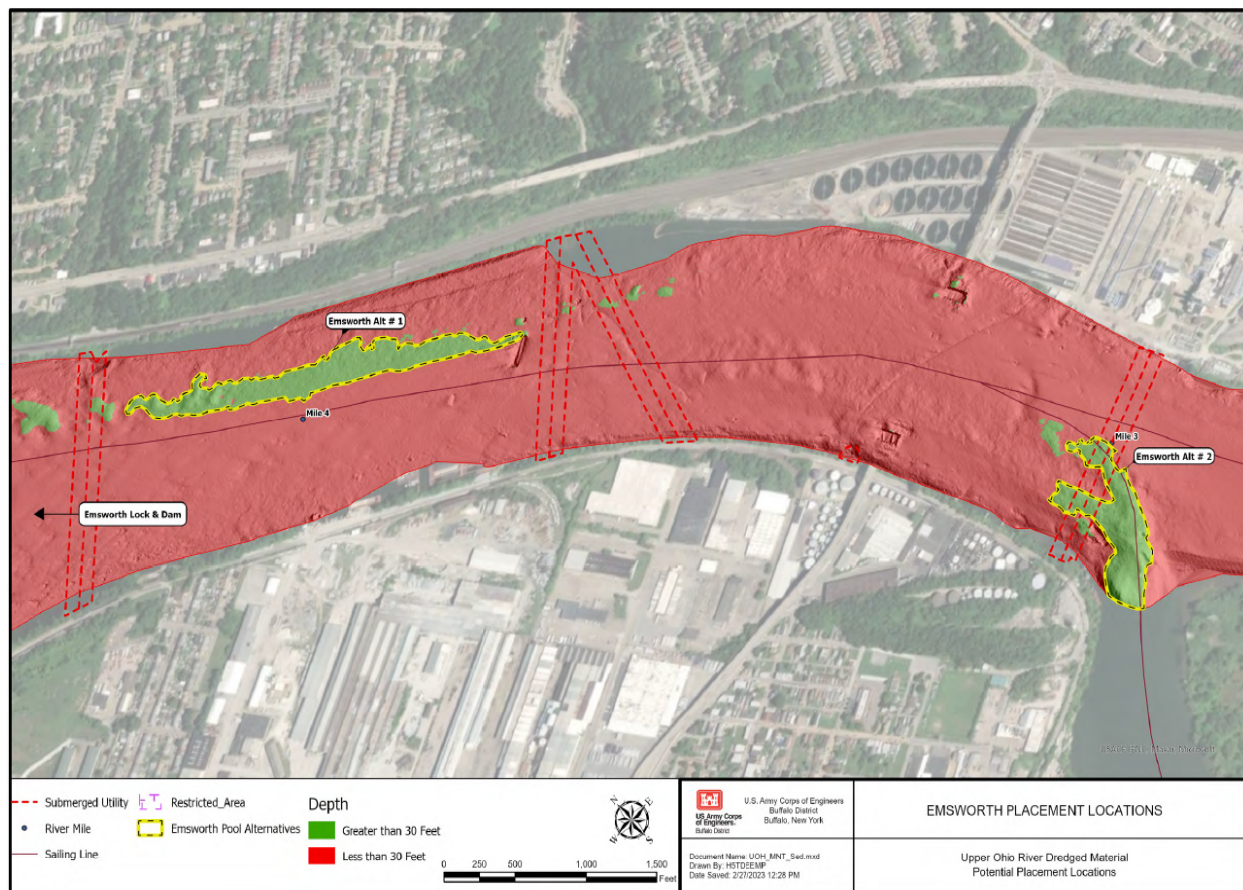 Emsworth Alt # 1
Mile 4
Mile 3
Emsworth Alt # 2
Emsworth Lock & Dam
Submerged Utility
Restricted_Area
River Mile
Emsworth Pool Alternatives
Sailing Line
Depth
Greater than 30 Feet
Less than 30 Feet
N
E
W
S
0 250 500 1,000 1,500
Feet
US Army Corps
of Engineers.
Buffalo District
U.S. Army Corps of Engineers
Buffalo District
Buffalo, New York
Document Name: UOH_MNT_Sed.mxd
Drawn By: H5TDEEMP
Date Saved: 2/27/2023 12:28 PM
EMSWORTH PLACEMENT LOCATIONS
Upper Ohio River Dredged Material
Potential Placement Locations